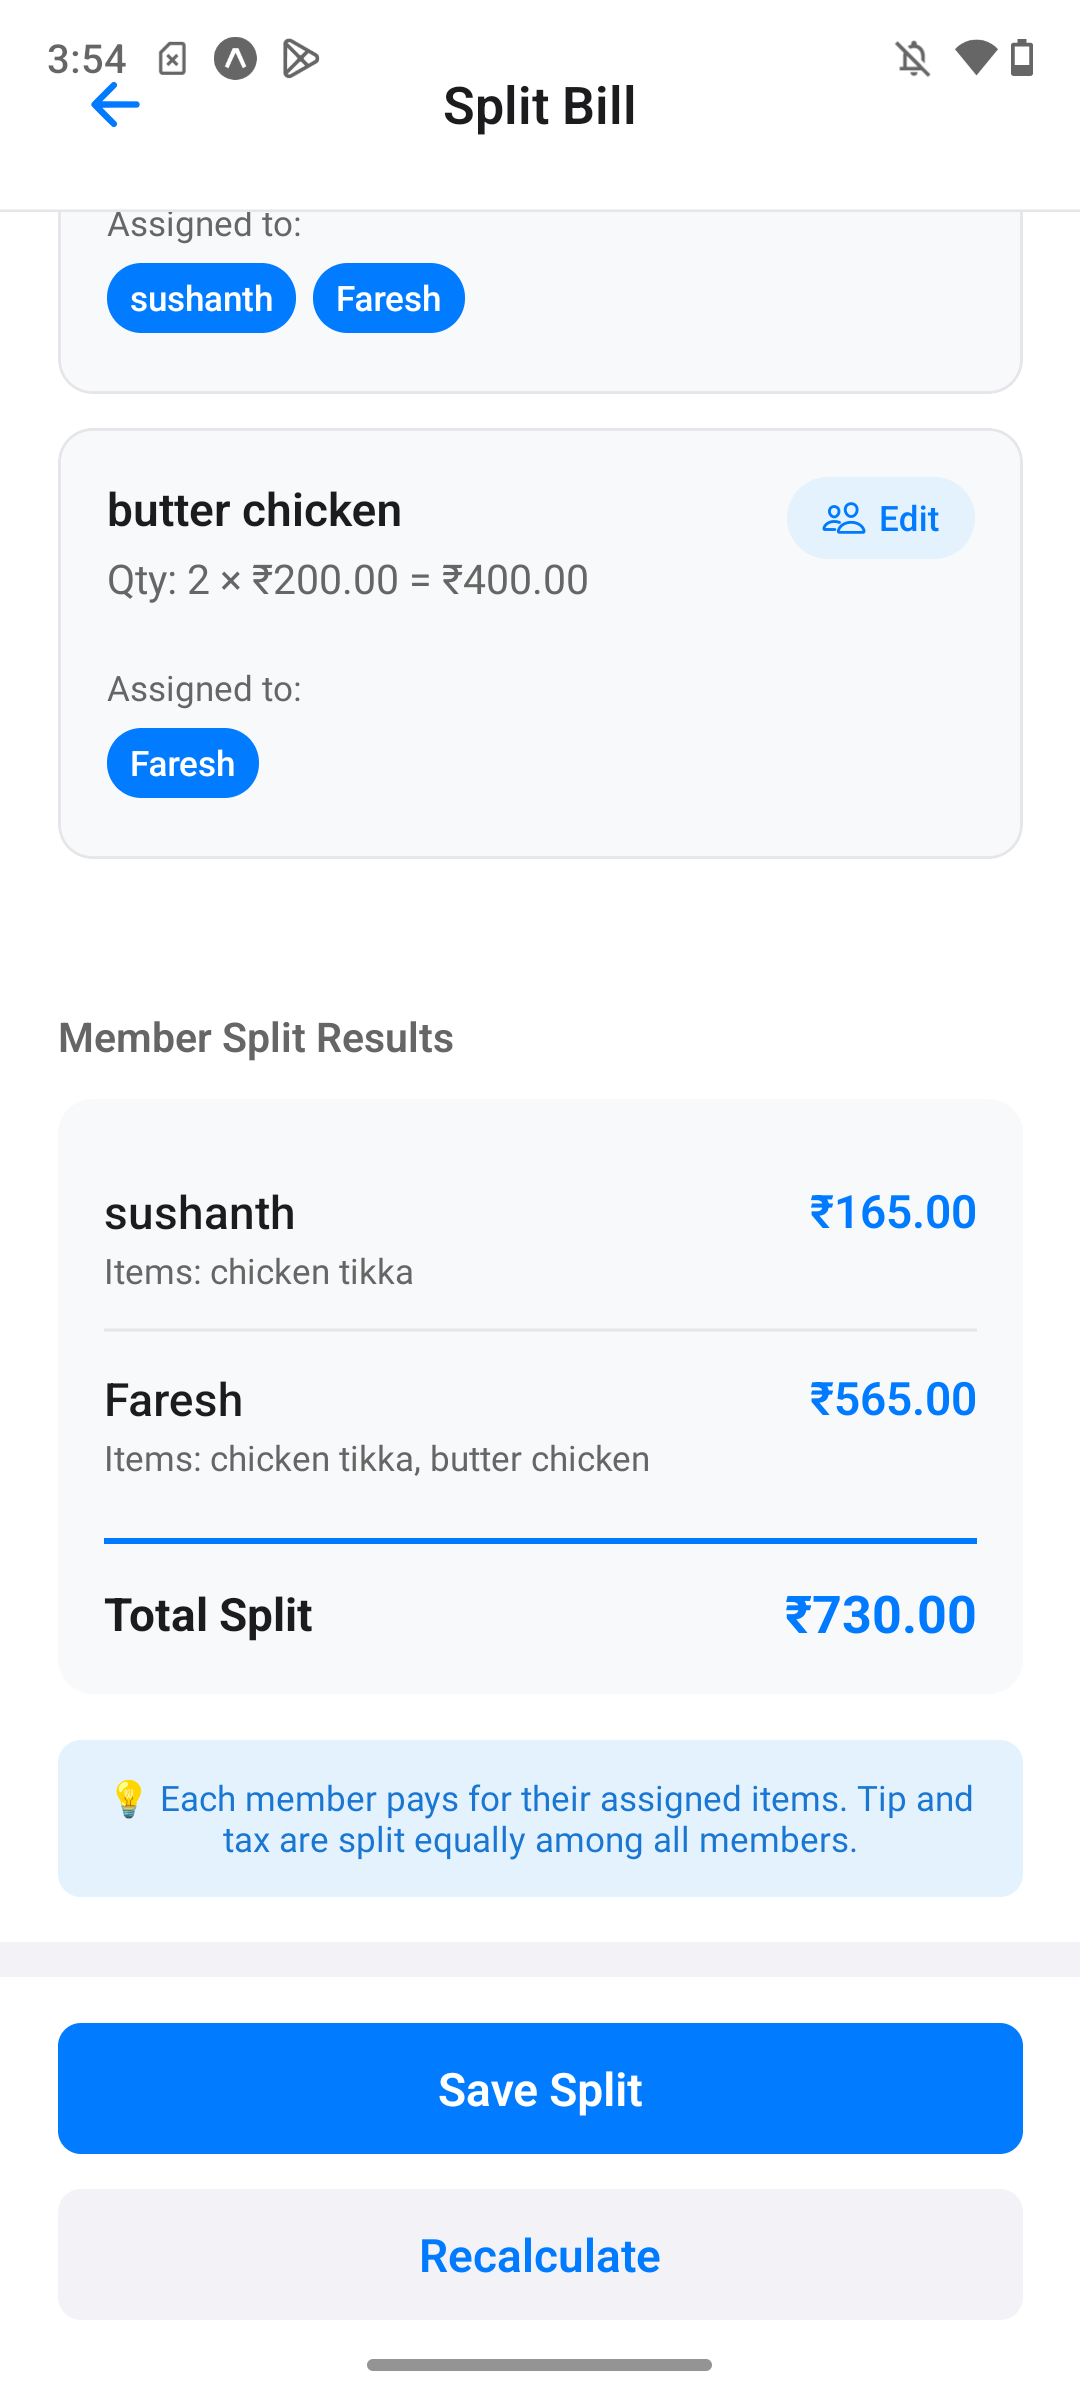 3:54
Split Bill
Assigned to:
sushanth Faresh
butter chicken
Edit
Qty: 2 × ₹200.00 = ₹400.00
Assigned to:
Faresh
Member Split Results
sushanth ₹165.00
Items: chicken tikka
Faresh ₹565.00
Items: chicken tikka, butter chicken
Total Split ₹730.00
💡 Each member pays for their assigned items. Tip and
tax are split equally among all members.
Save Split
Recalculate